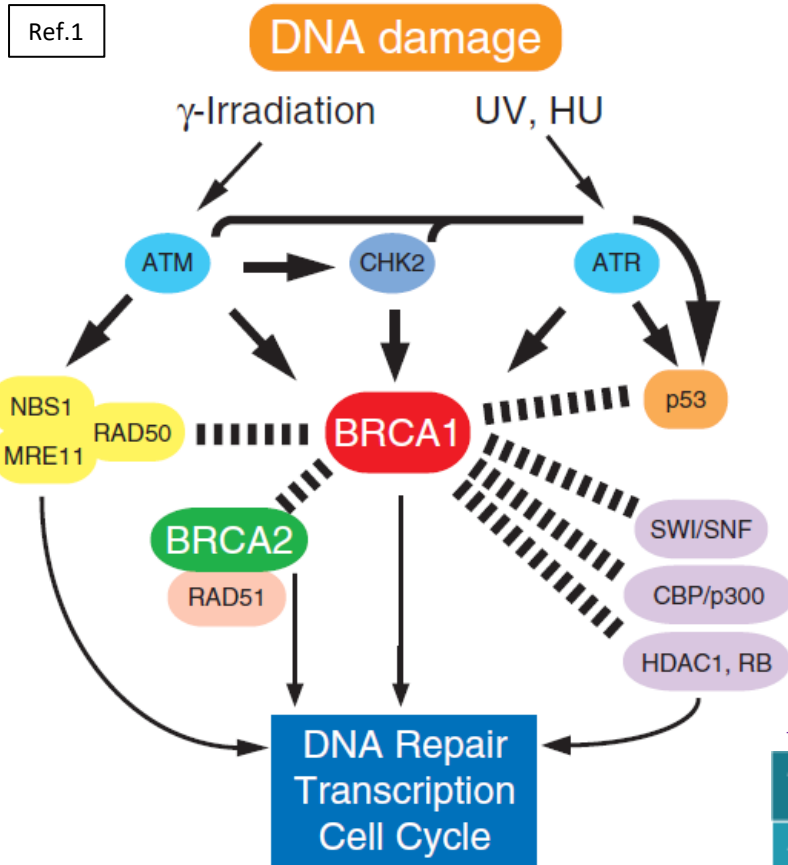 Ref.1
DNA damage
γ-Irradiation
UV, HU
ATM
CHK2
ATR
NBS1
RAD50
MRE11
BRCA1
p53
BRCA2
RAD51
SWI/SNF
CBP/p300
HDAC1, RB
DNA Repair
Transcription
Cell Cycle